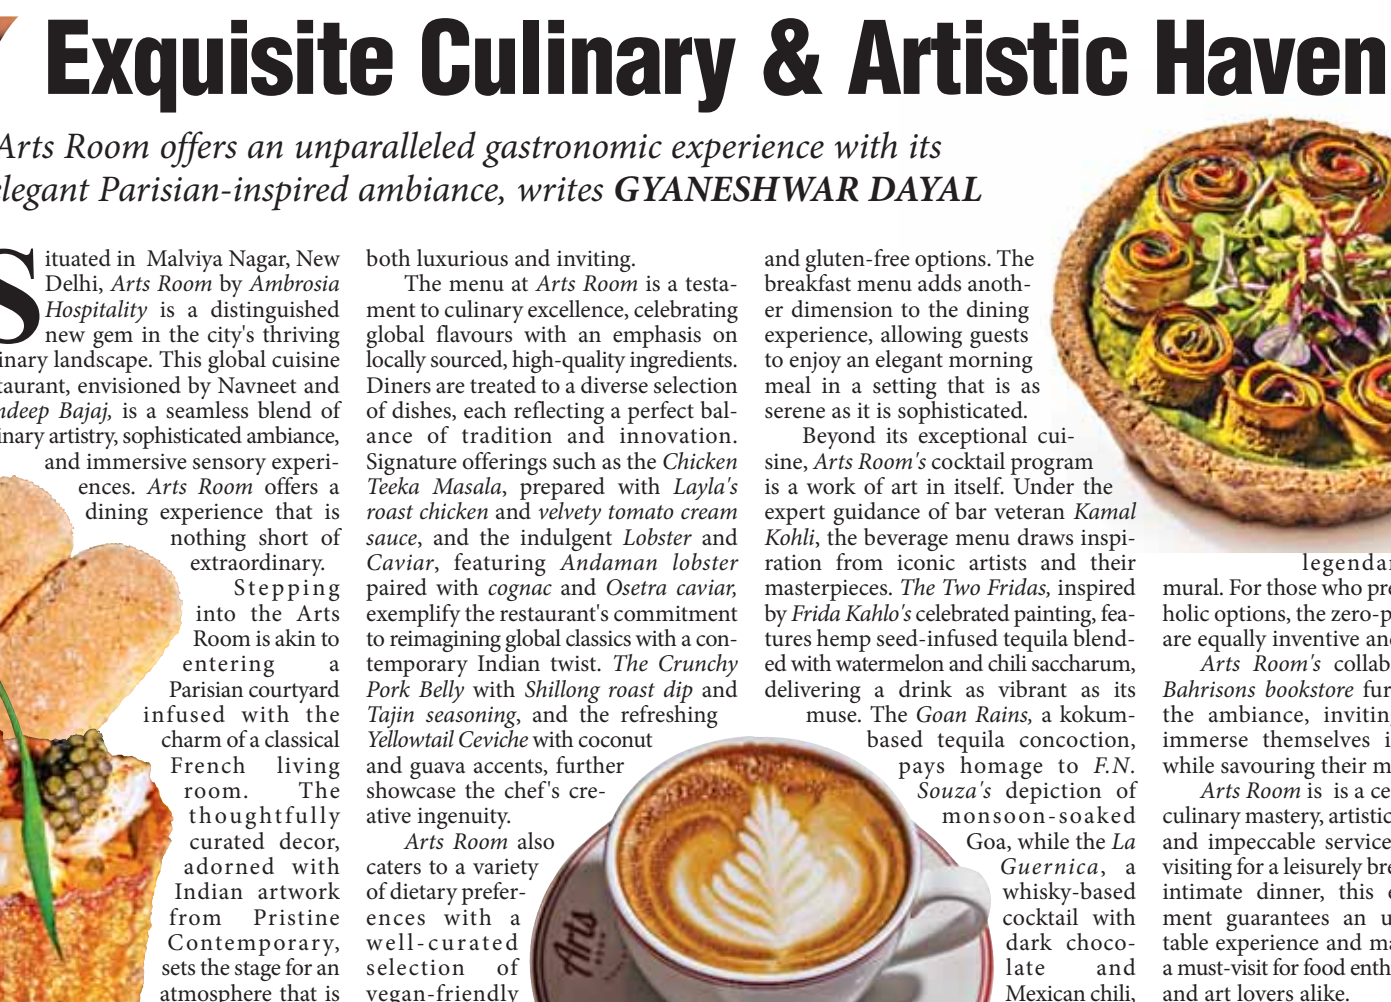 Exquisite Culinary & Artistic Haven
Arts Room offers an unparalleled gastronomic experience with its
elegant Parisian-inspired ambiance, writes GYANESHWAR DAYAL
Situated in Malviya Nagar, New
Delhi, Arts Room by Ambrosia
Hospitality is a distinguished
new gem in the city's thriving
inary landscape. This global cuisine
taurant, envisioned by Navneet and
ndeep Bajaj, is a seamless blend of
inary artistry, sophisticated ambiance,
and immersive sensory experi-
ences. Arts Room offers a
dining experience that is
nothing short of
extraordinary.
Stepping
into the Arts
Room is akin to
entering a
Parisian courtyard
infused with the
charm of a classical
French living
room. The
thoughtfully
curated decor,
adorned with
Indian artwork
from Pristine
Contemporary,
sets the stage for an
atmosphere that is
both luxurious and inviting.
The menu at Arts Room is a testa-
ment to culinary excellence, celebrating
global flavours with an emphasis on
locally sourced, high-quality ingredients.
Diners are treated to a diverse selection
of dishes, each reflecting a perfect bal-
ance of tradition and innovation.
Signature offerings such as the Chicken
Teeka Masala, prepared with Layla's
roast chicken and velvety tomato cream
sauce, and the indulgent Lobster and
Caviar, featuring Andaman lobster
paired with cognac and Osetra caviar,
exemplify the restaurant's commitment
to reimagining global classics with a con-
temporary Indian twist. The Crunchy
Pork Belly with Shillong roast dip and
Tajin seasoning, and the refreshing
Yellowtail Ceviche with coconut
and guava accents, further
showcase the chef's cre-
ative ingenuity.
Arts Room also
caters to a variety
of dietary prefer-
ences with a
well-curated
selection of
vegan-friendly
and gluten-free options. The
breakfast menu adds anoth-
er dimension to the dining
experience, allowing guests
to enjoy an elegant morning
meal in a setting that is as
serene as it is sophisticated.
Beyond its exceptional cui-
sine, Arts Room's cocktail program
is a work of art in itself. Under the
expert guidance of bar veteran Kamal
Kohli, the beverage menu draws inspi-
ration from iconic artists and their
masterpieces. The Two Fridas, inspired
by Frida Kahlo's celebrated painting, fea-
tures hemp seed-infused tequila blend-
ed with watermelon and chili saccharum,
delivering a drink as vibrant as its
muse. The Goan Rains, a kokum-
based tequila concoction,
pays homage to F.N.
Souza's depiction of
monsoon-soaked
Goa, while the La
Guernica, a
whisky-based
cocktail with
dark choco-
late and
Mexican chili,
legendar
mural. For those who pre
holic options, the zero-p
are equally inventive and
Arts Room's collab
Bahrisons bookstore fur
the ambiance, inviting
immerse themselves i
while savouring their m
Arts Room is is a ce
culinary mastery, artistic
and impeccable service
visiting for a leisurely bre
intimate dinner, this e
ment guarantees an u
table experience and ma
a must-visit for food enth
and art lovers alike.
Arts